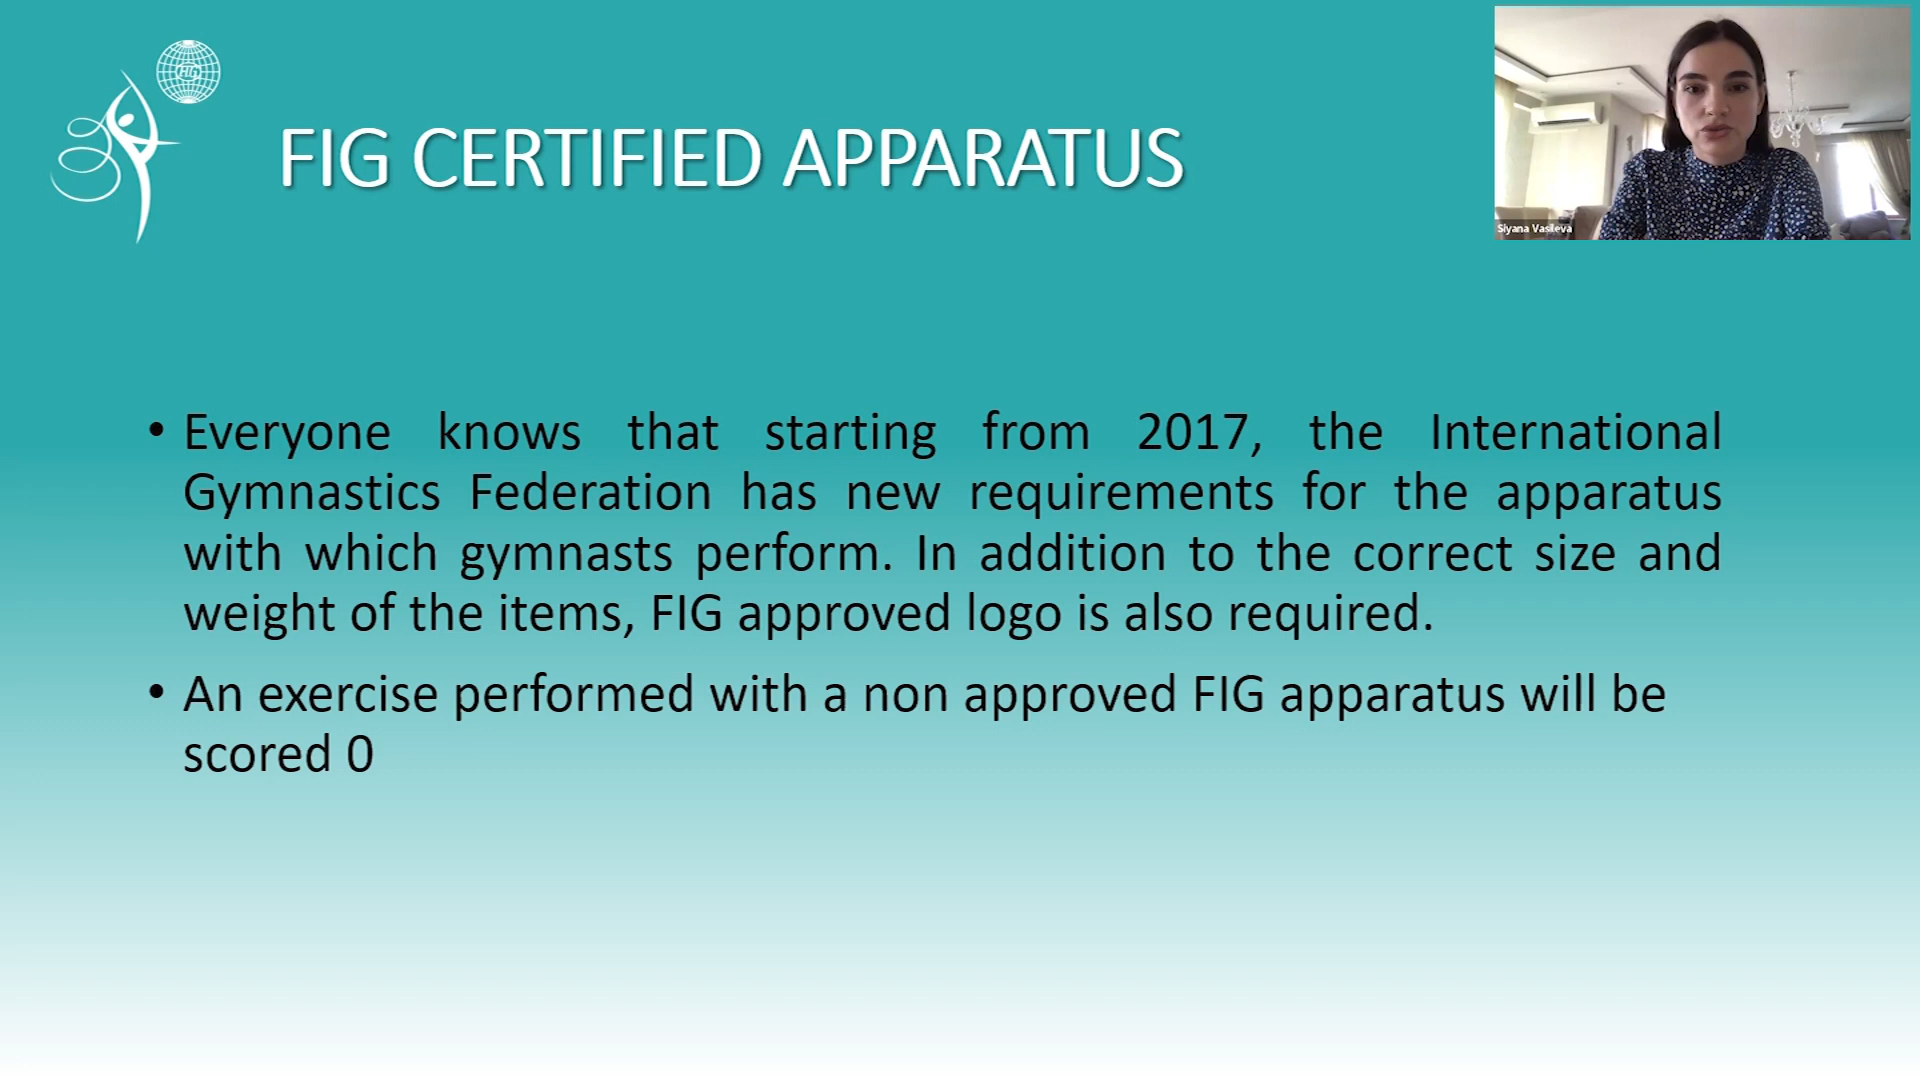 FIG
FIG CERTIFIED APPARATUS
Siyana Vasileva
• Everyone knows that starting from 2017, the International
Gymnastics Federation has new requirements for the apparatus
with which gymnasts perform. In addition to the correct size and
weight of the items, FIG approved logo is also required.
• An exercise performed with a non approved FIG apparatus will be
scored 0